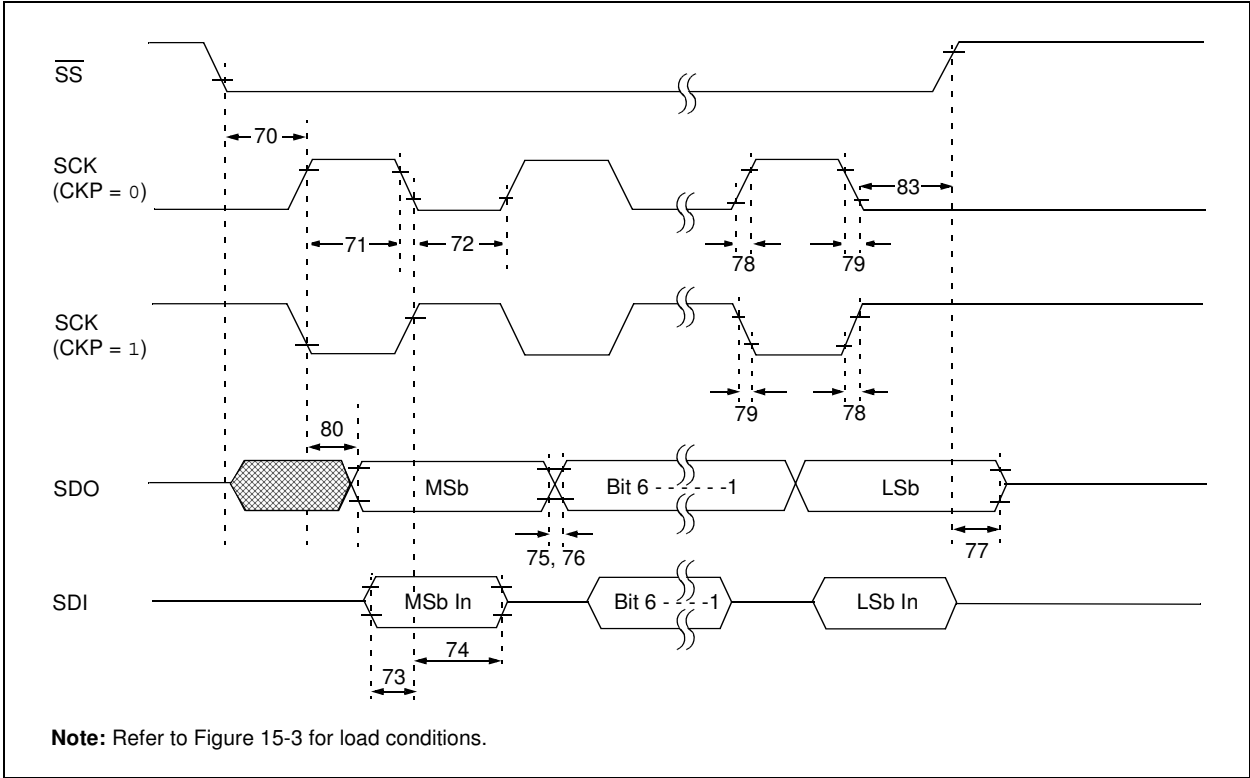 SS
70
SCK
(CKP = 0)
83
71
72
78
79
SCK
(CKP = 1)
79
78
80
SDO
MSb
Bit 6 - - - - - -1
LSb
75, 76
77
SDI
MSb In
Bit 6 - - - -1
LSb In
74
73
Note: Refer to Figure 15-3 for load conditions.